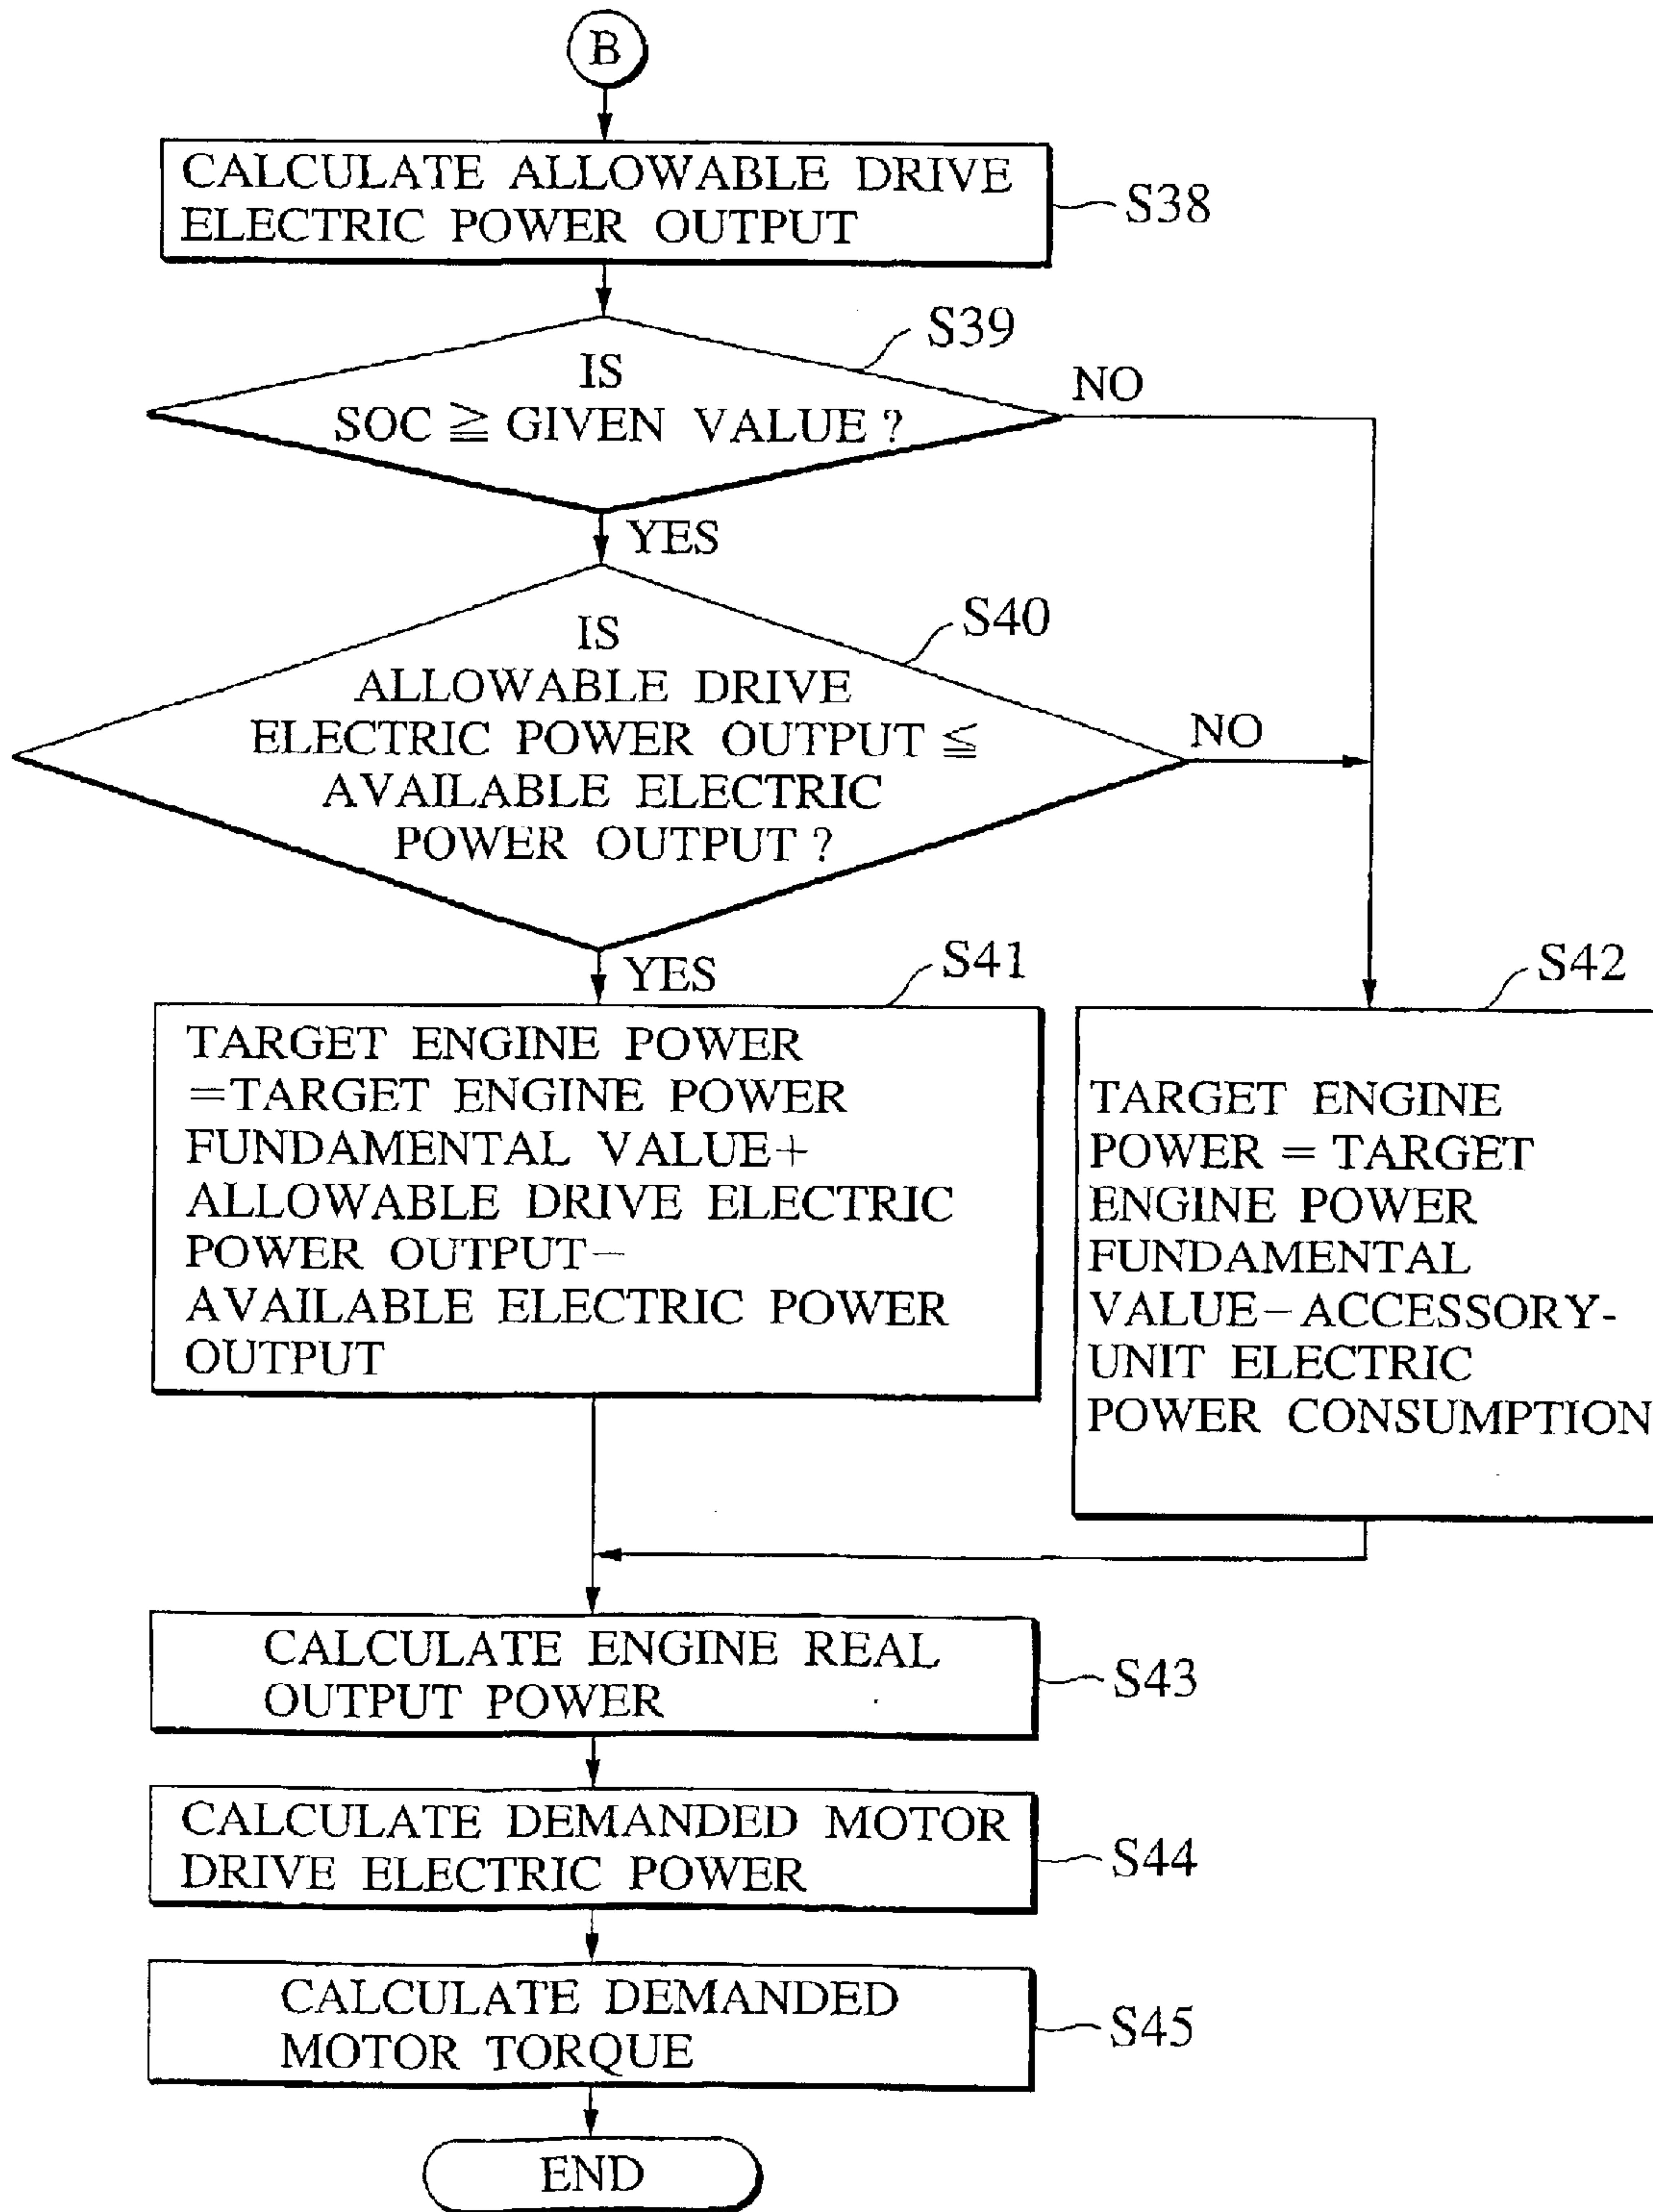 B
CALCULATE ALLOWABLE DRIVE
ELECTRIC POWER OUTPUT
S38
S39
IS
SOC ≧ GIVEN VALUE ?
NO
YES
S40
IS
ALLOWABLE DRIVE
ELECTRIC POWER OUTPUT ≦
AVAILABLE ELECTRIC
POWER OUTPUT ?
NO
YES
S41
TARGET ENGINE POWER
=TARGET ENGINE POWER
FUNDAMENTAL VALUE+
ALLOWABLE DRIVE ELECTRIC
POWER OUTPUT−
AVAILABLE ELECTRIC POWER
OUTPUT
S42
TARGET ENGINE
POWER = TARGET
ENGINE POWER
FUNDAMENTAL
VALUE−ACCESSORY-
UNIT ELECTRIC
POWER CONSUMPTION
CALCULATE ENGINE REAL
OUTPUT POWER
S43
CALCULATE DEMANDED MOTOR
DRIVE ELECTRIC POWER
S44
CALCULATE DEMANDED
MOTOR TORQUE
S45
END